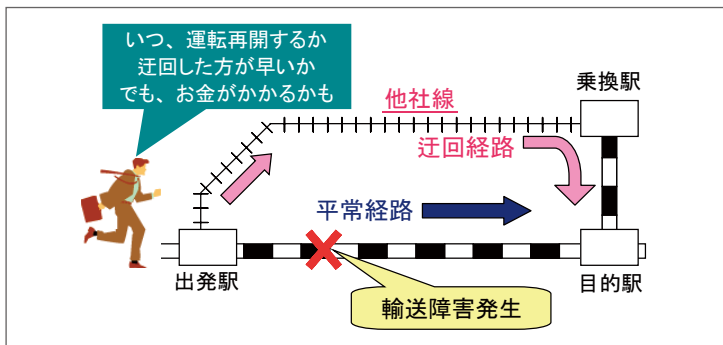 いつ、運転再開するか
迂回した方が早いか
でも、お金がかかるかも
他社線
乗換駅
迂回経路
平常経路
出発駅
目的駅
輸送障害発生